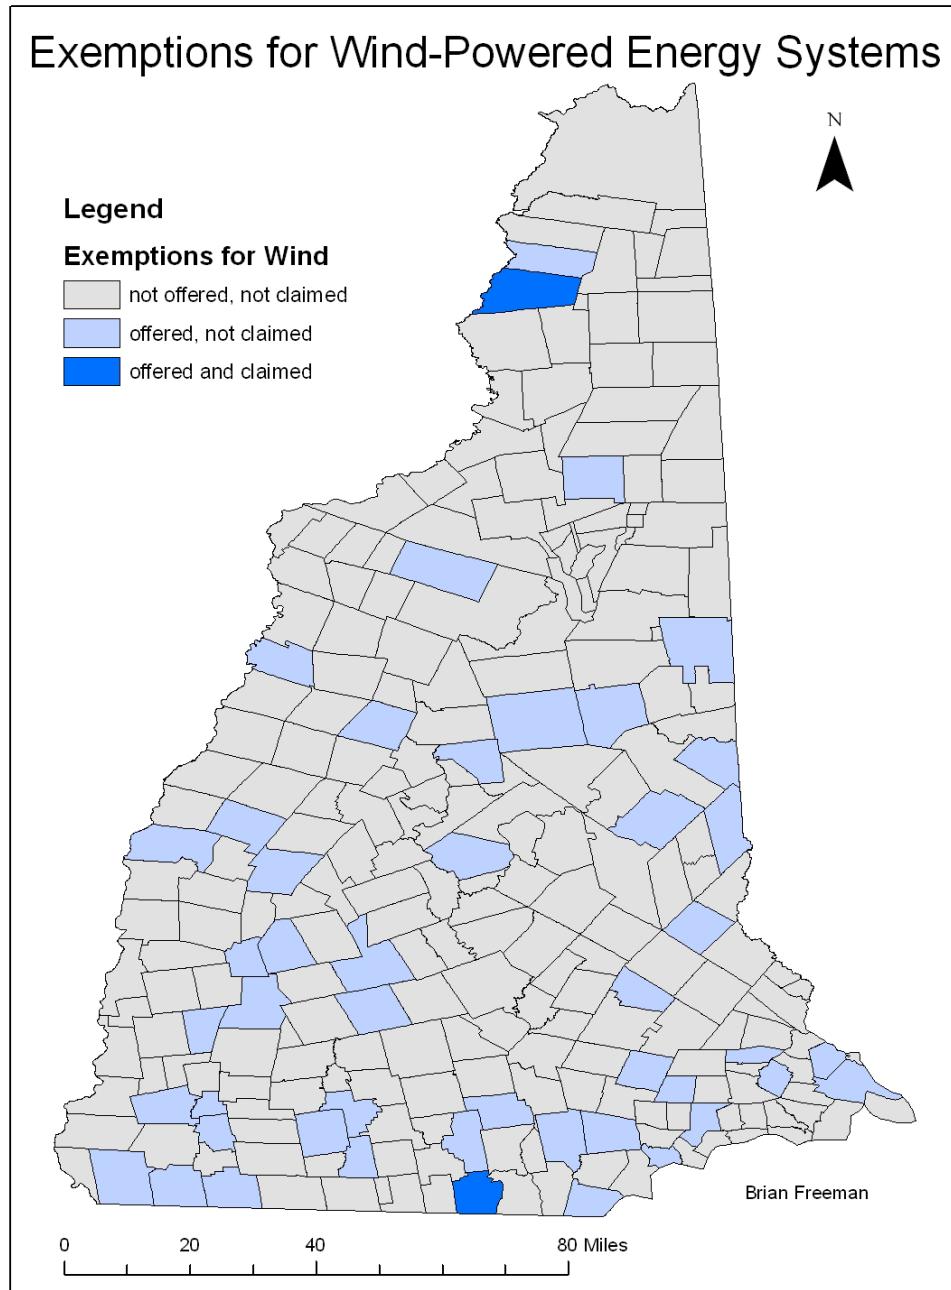 Exemptions for Wind-Powered Energy Systems
N
Legend
Exemptions for Wind
not offered, not claimed
offered, not claimed
offered and claimed
Brian Freeman
0 20 40 80 Miles